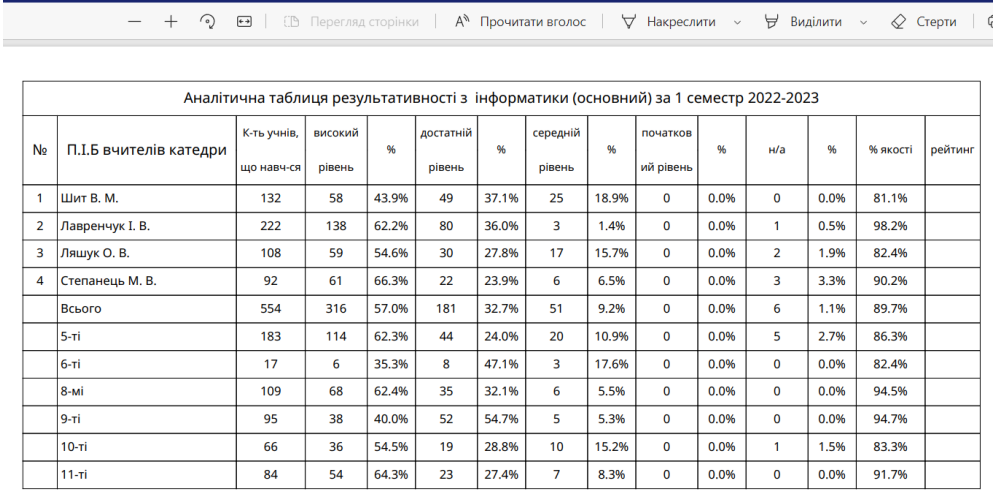 Перегляд сторінки Прочитати вголос Накреслити Виділити Стерти
Аналітична таблиця результативності з інформатики (основний) за 1 семестр 2022-2023
№ П.І.Б вчителів катедри К-ть учнів, що навч-ся високий рівень % достатній рівень % середній рівень % початков ий рівень % н/а % % якості рейтинг
1 Шит В. М. 132 58 43.9% 49 37.1% 25 18.9% 0 0.0% 0 0.0% 81.1%
2 Лавренчук І. В. 222 138 62.2% 80 36.0% 3 1.4% 0 0.0% 1 0.5% 98.2%
3 Ляшук О. В. 108 59 54.6% 30 27.8% 17 15.7% 0 0.0% 2 1.9% 82.4%
4 Степанець М. В. 92 61 66.3% 22 23.9% 6 6.5% 0 0.0% 3 3.3% 90.2%
Всього 554 316 57.0% 181 32.7% 51 9.2% 0 0.0% 6 1.1% 89.7%
5-ті 183 114 62.3% 44 24.0% 20 10.9% 0 0.0% 5 2.7% 86.3%
6-ті 17 6 35.3% 8 47.1% 3 17.6% 0 0.0% 0 0.0% 82.4%
8-мі 109 68 62.4% 35 32.1% 6 5.5% 0 0.0% 0 0.0% 94.5%
9-ті 95 38 40.0% 52 54.7% 5 5.3% 0 0.0% 0 0.0% 94.7%
10-ті 66 36 54.5% 19 28.8% 10 15.2% 0 0.0% 1 1.5% 83.3%
11-ті 84 54 64.3% 23 27.4% 7 8.3% 0 0.0% 0 0.0% 91.7%